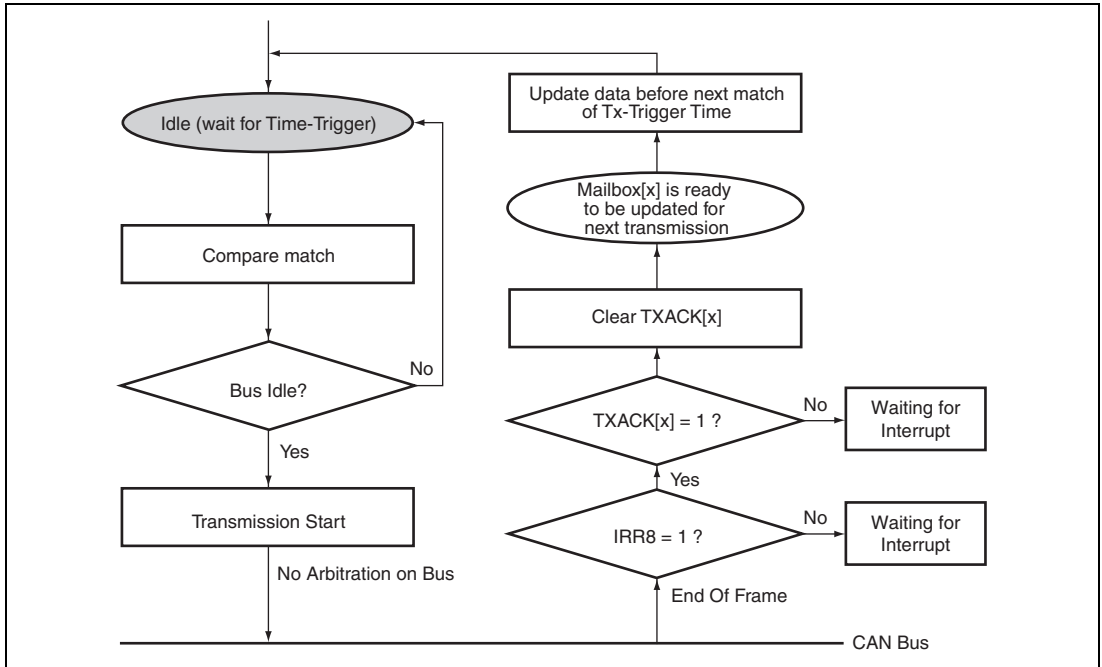 Idle (wait for Time-Trigger)
Compare match
Bus Idle?
No
Yes
Transmission Start
No Arbitration on Bus
Update data before next match
of Tx-Trigger Time
Mailbox[x] is ready
to be updated for
next transmission
Clear TXACK[x]
TXACK[x] = 1 ?
No
Waiting for
Interrupt
Yes
IRR8 = 1 ?
No
Waiting for
Interrupt
End Of Frame
CAN Bus